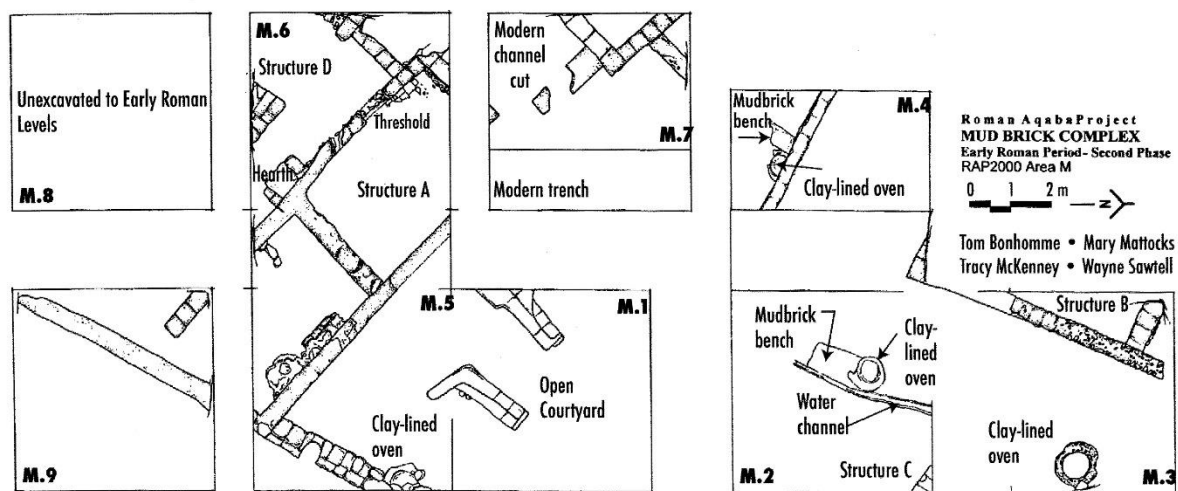 Unexcavated to Early Roman
Levels
M.8
M.6
Structure D
Threshold
Hearth
Structure A
Modern
channel
cut
M.7
Modern trench
Mudbrick
bench
M.4
Clay-lined oven
Roman Aqaba Project
MUD BRICK COMPLEX
Early Roman Period- Second Phase
RAP2000 Area M
0 1 2 m
N
Tom Bonhomme • Mary Mattocks
Tracy McKenney • Wayne Sawtell
M.9
M.5
Clay-lined
oven
M.1
Open
Courtyard
Mudbrick
bench
Clay-
lined
oven
Water
channel
M.2
Structure C
Structure B
Clay-lined
oven
M.3